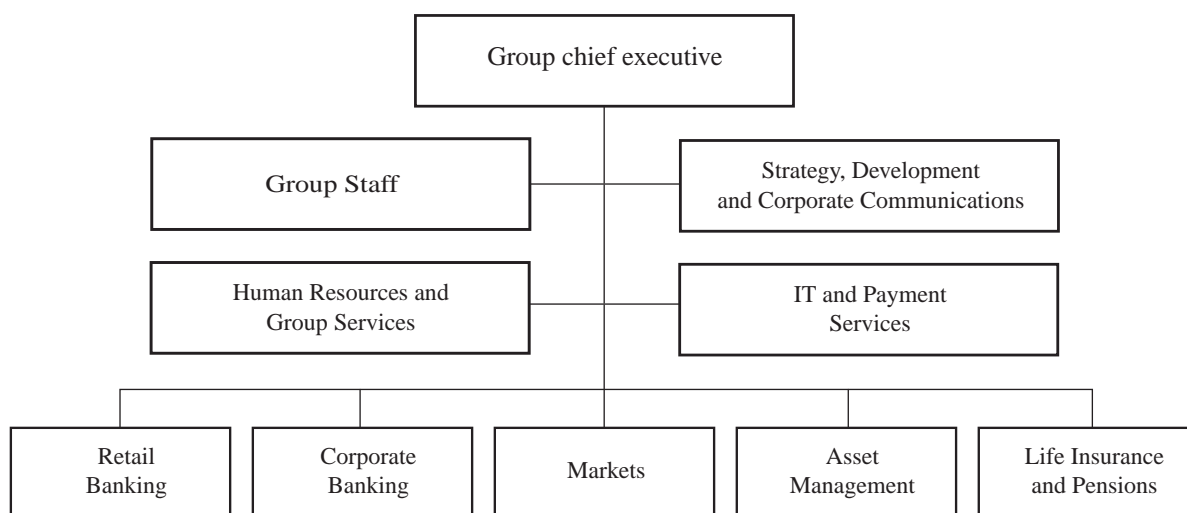 Group chief executive
Group Staff
Strategy, Development
and Corporate Communications
Human Resources and
Group Services
IT and Payment
Services
Retail
Banking
Corporate
Banking
Markets
Asset
Management
Life Insurance
and Pensions